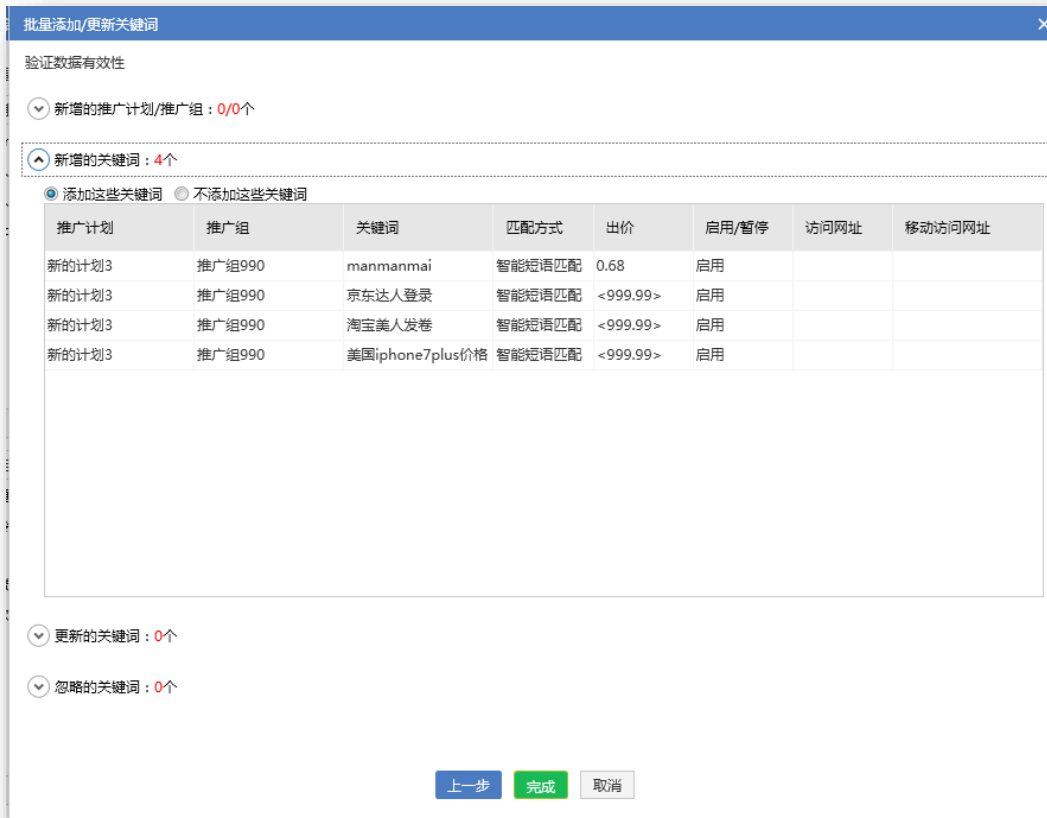 批量添加/更新关键词
验证数据有效性
新增的推广计划/推广组：0/0个
新增的关键词：4个
添加这些关键词 不添加这些关键词
推广计划 推广组 关键词 匹配方式 出价 启用/暂停 访问网址 移动访问网址
新的计划3 推广组990 manmanmai 智能短语匹配 0.68 启用
新的计划3 推广组990 京东达人登录 智能短语匹配 <999.99> 启用
新的计划3 推广组990 淘宝美人发卷 智能短语匹配 <999.99> 启用
新的计划3 推广组990 美国iphone7plus价格 智能短语匹配 <999.99> 启用
更新的关键词：0个
忽略的关键词：0个
上一步 完成 取消